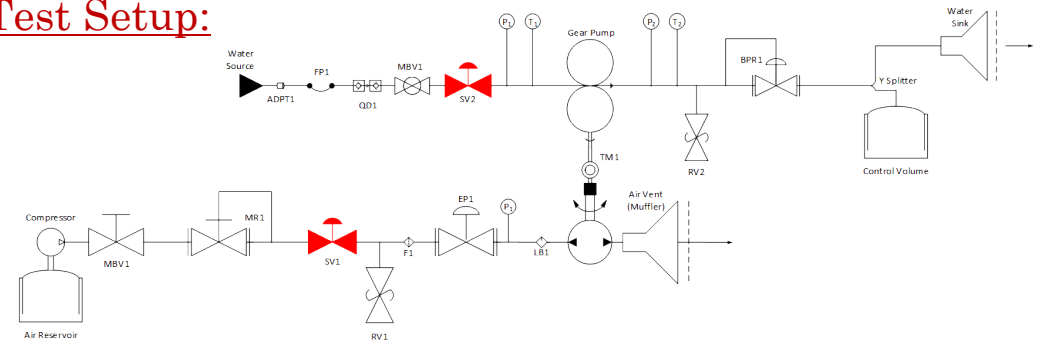 Test Setup:
Water
Source
ADPT1
FP1
QD1
MBV1
SV2
P1
T1
Gear Pump
P2
T2
RV2
BPR1
Y Splitter
Water
Sink
Control Volume
TM1
Compressor
Air Reservoir
MBV1
MR1
SV1
RV1
F1
EP1
P3
LB1
Air Vent
(Muffler)